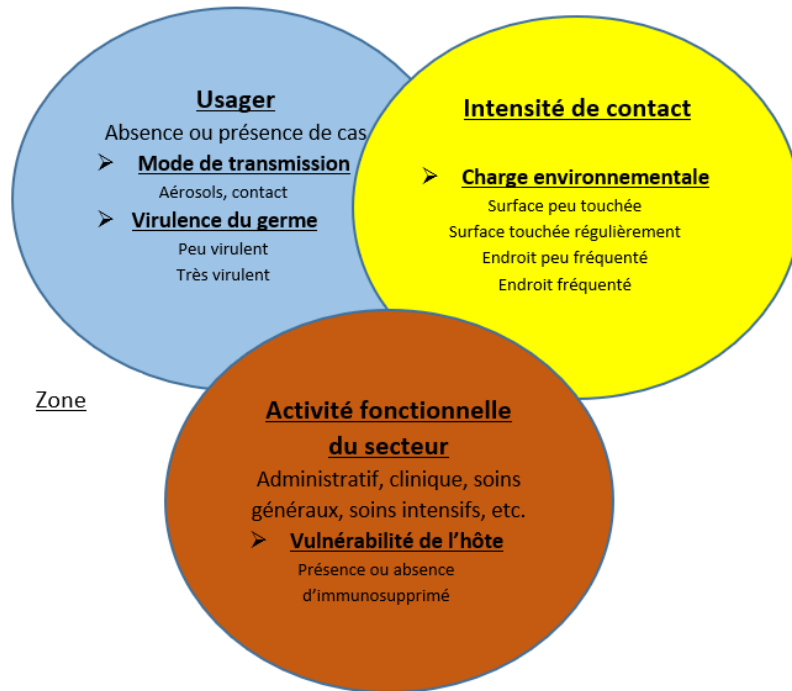 Usager
Absence ou présence de cas
➢ Mode de transmission
Aérosols, contact
➢ Virulence du germe
Peu virulent
Très virulent
Intensité de contact
➢ Charge environnementale
Surface peu touchée
Surface touchée régulièrement
Endroit peu fréquenté
Endroit fréquenté
Zone
Activité fonctionnelle
du secteur
Administratif, clinique, soins
généraux, soins intensifs, etc.
➢ Vulnérabilité de l'hôte
Présence ou absence
d'immunosupprimé